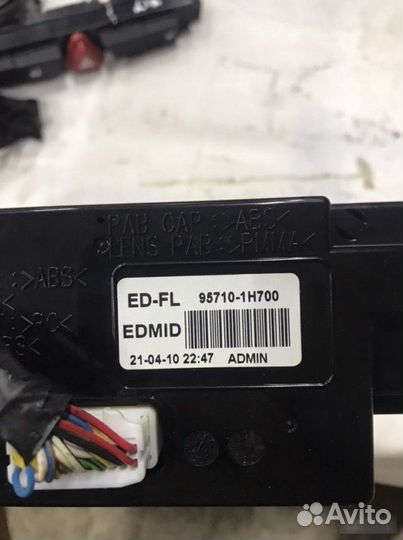 PAB CAP :>ABS<
LENS PAB:>PMMA<
:>ABS<
:>PC<
ED-FL 95710-1H700
EDMID
21-04-10 22:47 ADMIN
Avito